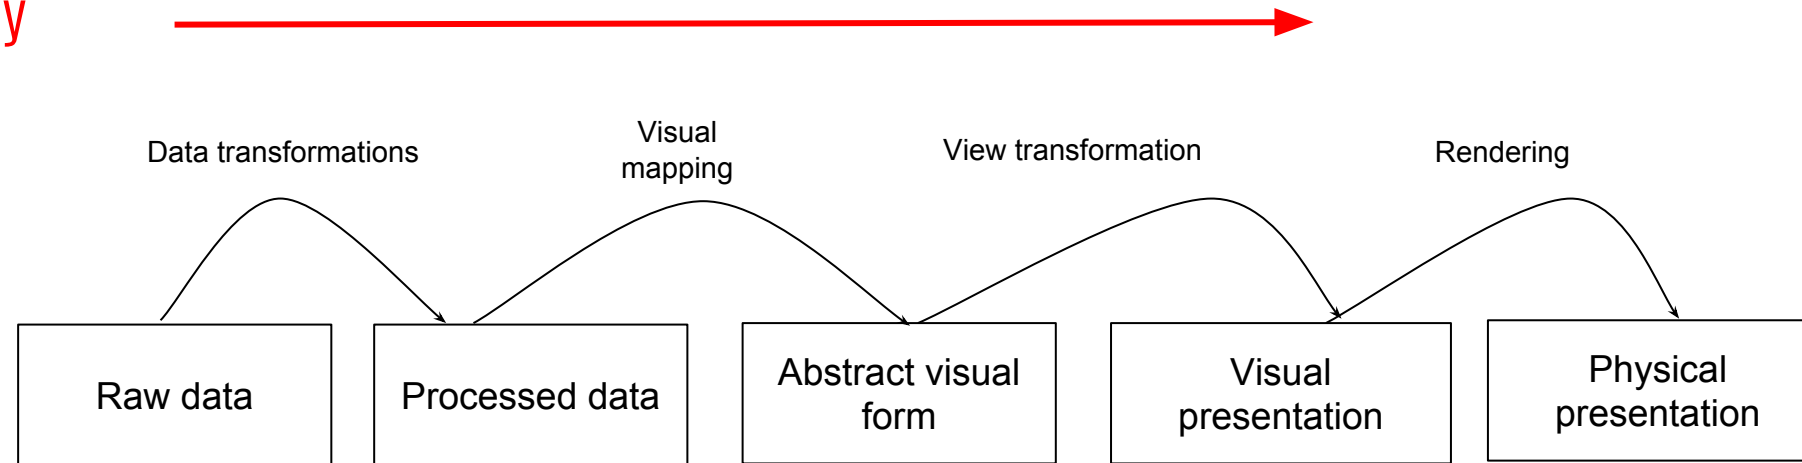 y
Data transformations
Visual
mapping
View transformation
Rendering
Raw data
Processed data
Abstract visual
form
Visual
presentation
Physical
presentation